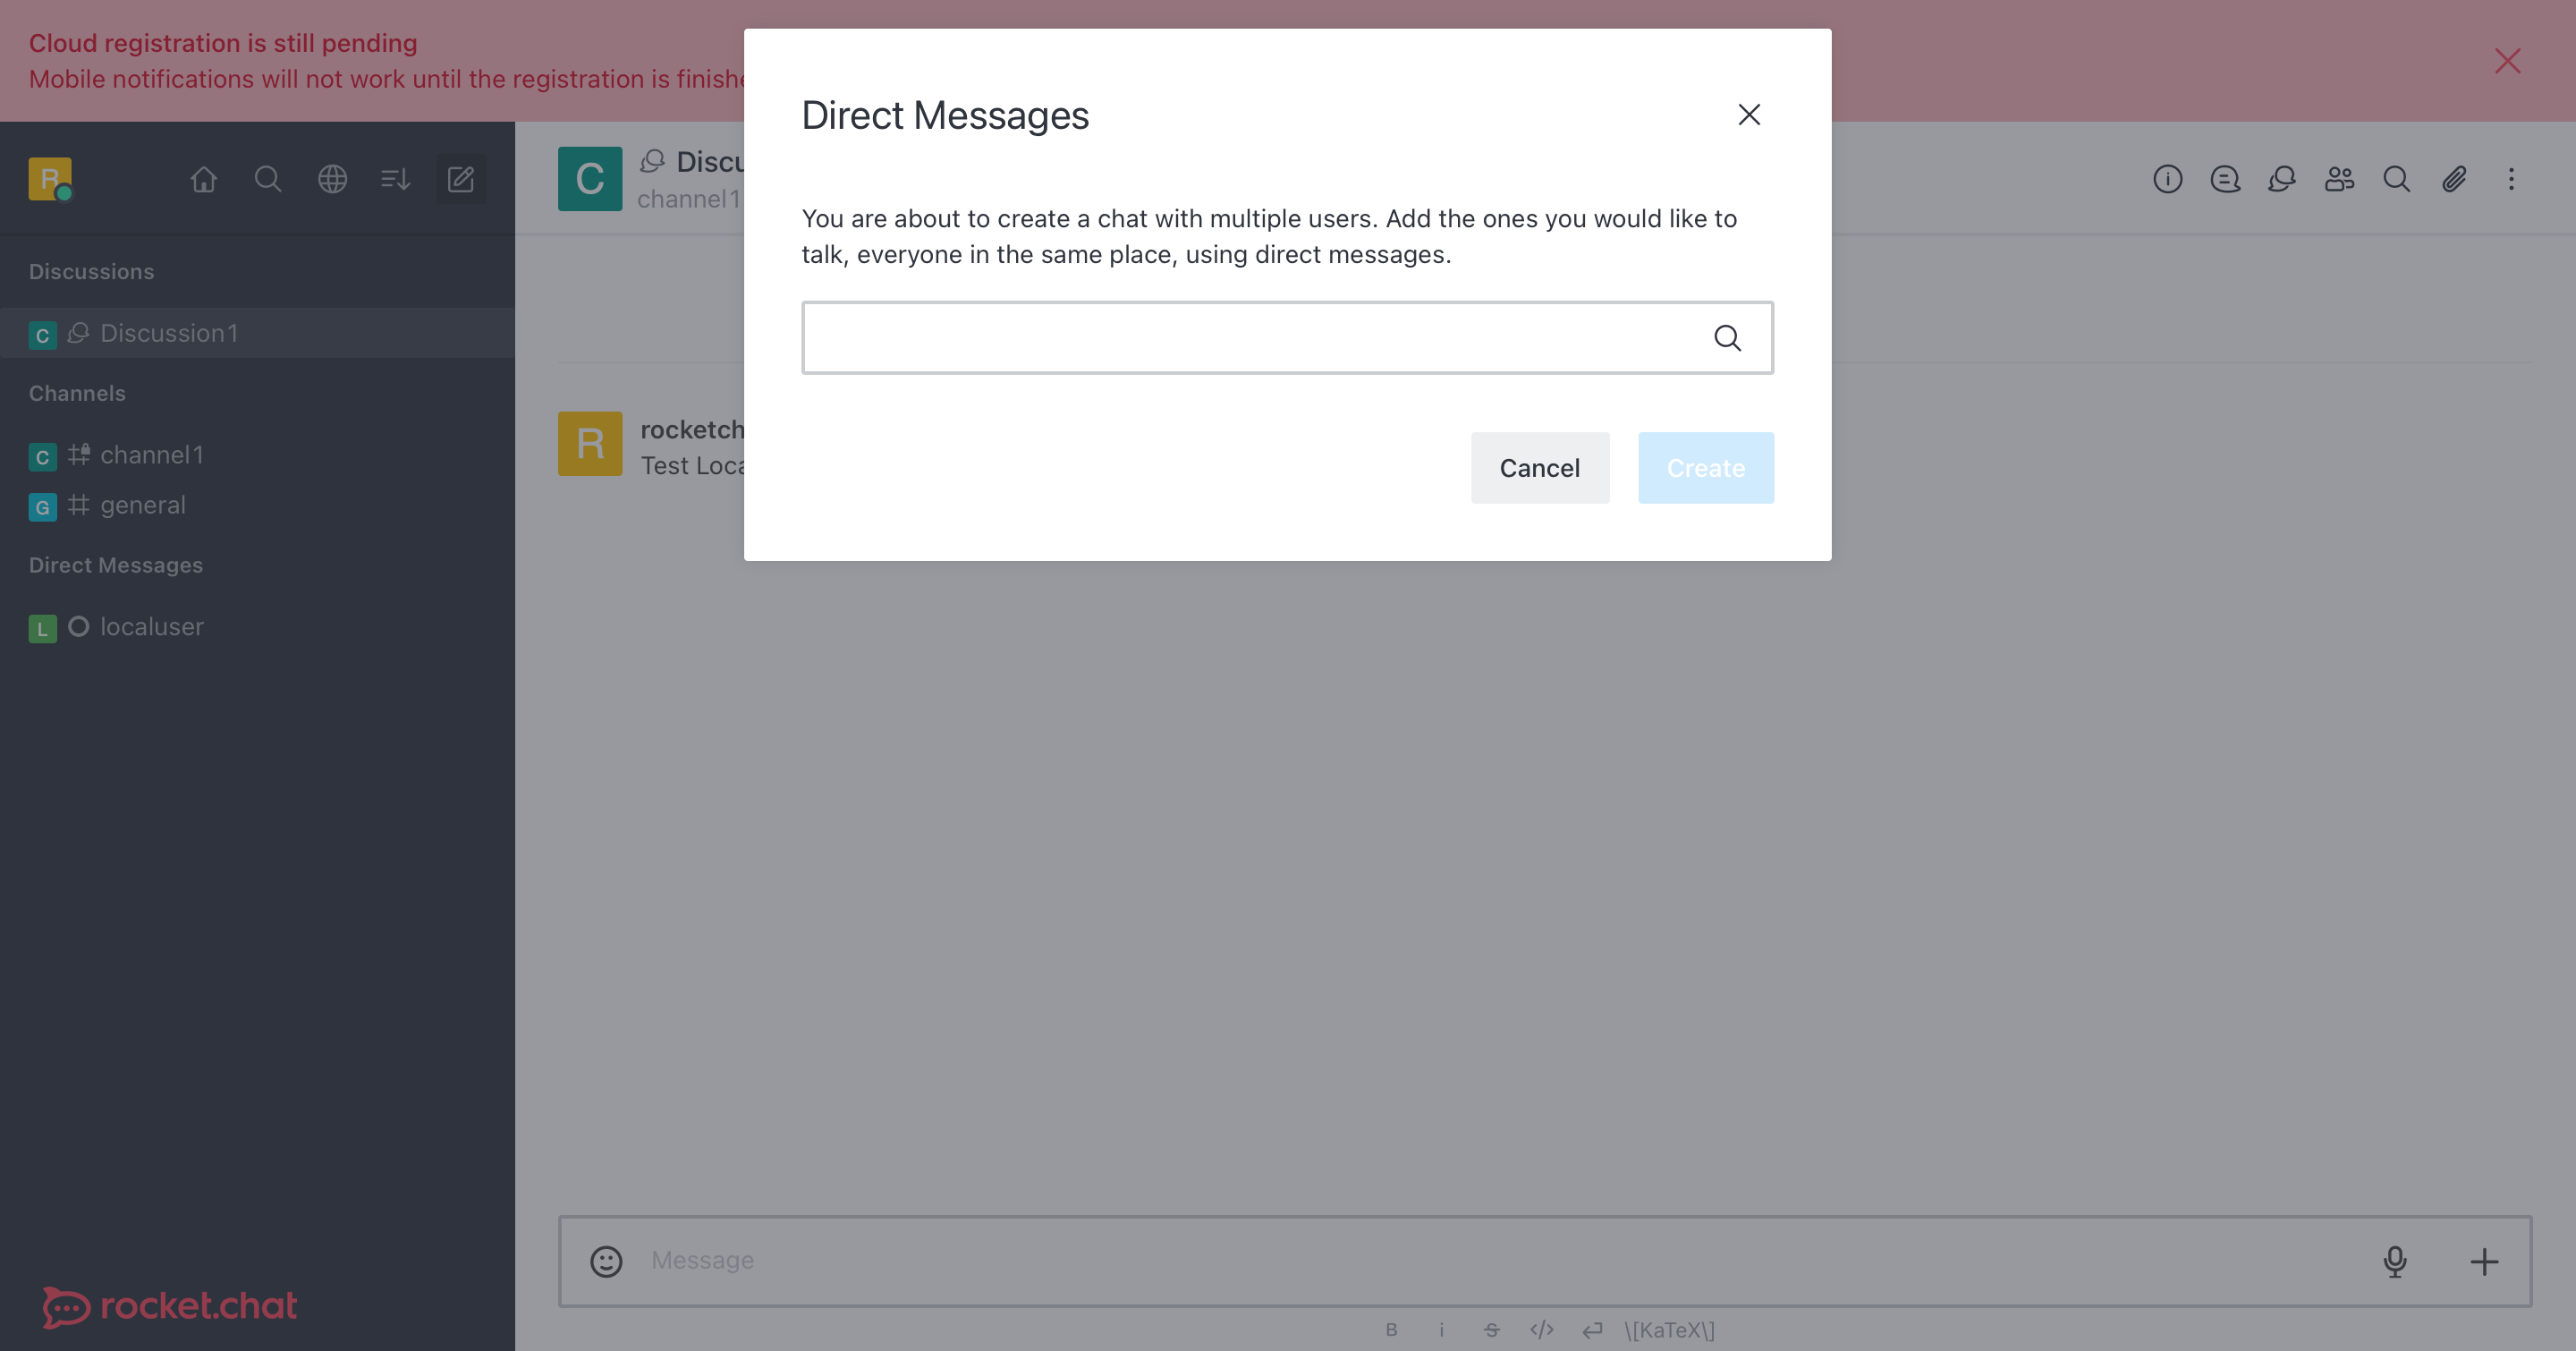 Cloud registration is still pending
Mobile notifications will not work until the registration is finishe
Direct Messages
You are about to create a chat with multiple users. Add the ones you would like to
talk, everyone in the same place, using direct messages.
Cancel
Create
R
Discussions
C Discussion1
Channels
C channel1
G general
Direct Messages
L localuser
rocket.chat
C
Discu
channel1
R
rocketch
Test Loca
Message
B i S </> \[KaTeX\]